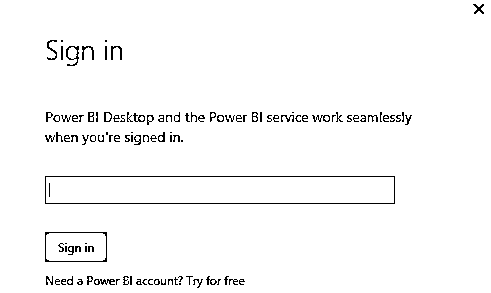 Sign in
Power BI Desktop and the Power BI service work seamlessly
when you're signed in.
Sign in
Need a Power BI account? Try for free